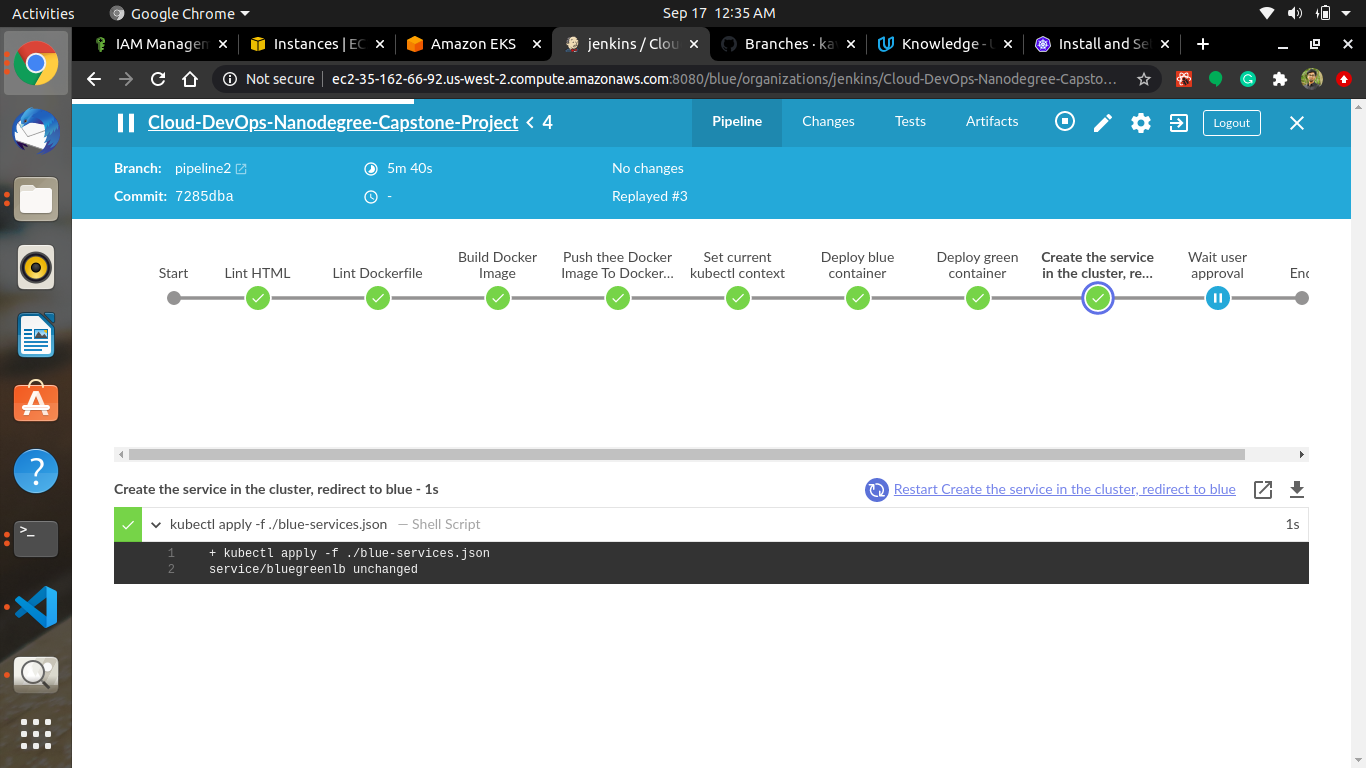 Activities Google Chrome Sep 17 12:35 AM
IAM Managem Instances | EC Amazon EKS jenkins / Clou Branches · ka Knowledge - U Install and Se
Not secure ec2-35-162-66-92.us-west-2.compute.amazonaws.com:8080/blue/organizations/jenkins/Cloud-DevOps-Nanodegree-Capsto…
Cloud-DevOps-Nanodegree-Capstone-Project < 4 Pipeline Changes Tests Artifacts Logout
Branch: pipeline2 5m 40s No changes
Commit: 7285dba - Replayed #3
Start
Lint HTML
Lint Dockerfile
Build Docker
Image
Push thee Docker
Image To Docker...
Set current
kubectl context
Deploy blue
container
Deploy green
container
Create the service
in the cluster, re...
Wait user
approval
Enc
Create the service in the cluster, redirect to blue - 1s Restart Create the service in the cluster, redirect to blue
kubectl apply -f ./blue-services.json — Shell Script 1s
1 + kubectl apply -f ./blue-services.json
2 service/bluegreenlb unchanged